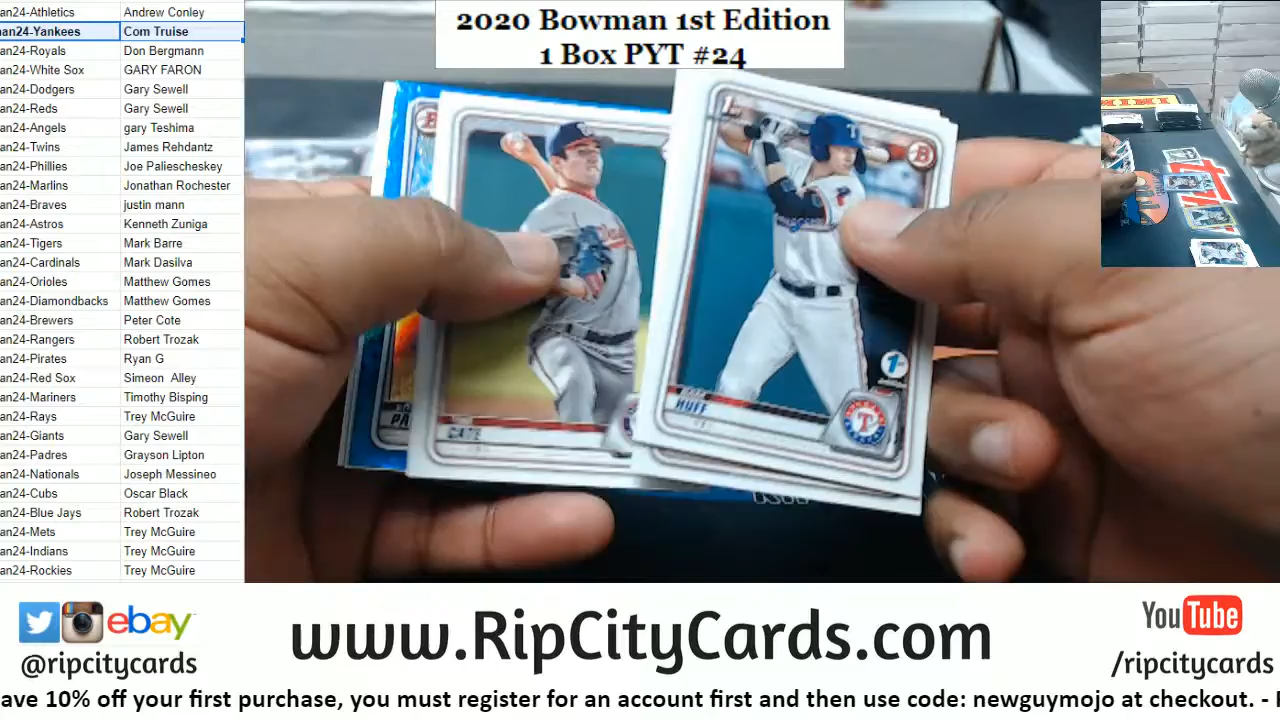 2020 Bowman 1st Edition
1 Box PYT #24
an24-Athletics Andrew Conley
an24-Yankees Com Truise
an24-Royals Don Bergmann
an24-White Sox GARY FARON
an24-Dodgers Gary Sewell
an24-Reds Gary Sewell
an24-Angels gary Teshima
an24-Twins James Rehdantz
an24-Phillies Joe Paliescheskey
an24-Marlins Jonathan Rochester
an24-Braves justin mann
an24-Astros Kenneth Zuniga
an24-Tigers Mark Barre
an24-Cardinals Mark Dasilva
an24-Orioles Matthew Gomes
an24-Diamondbacks Matthew Gomes
an24-Brewers Peter Cote
an24-Rangers Robert Trozak
an24-Pirates Ryan G
an24-Red Sox Simeon Alley
an24-Mariners Timothy Bisping
an24-Rays Trey McGuire
an24-Giants Gary Sewell
an24-Padres Grayson Lipton
an24-Nationals Joseph Messineo
an24-Cubs Oscar Black
an24-Blue Jays Robert Trozak
an24-Mets Trey McGuire
an24-Indians Trey McGuire
an24-Rockies Trey McGuire
1st
B
T
HUFF
1st
T
CATE
PA
ebay
@ripcitycards
www.RipCityCards.com
YouTube
/ripcitycards
ave 10% off your first purchase, you must register for an account first and then use code: newguymojo at checkout. -